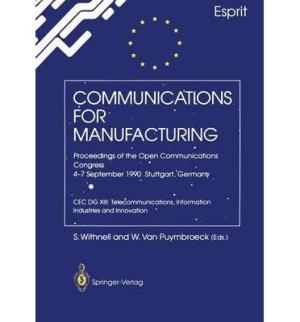 Esprit
COMMUNICATIONS
FOR
MANUFACTURING
Proceedings of the Open Communications
Congress
4-7 September 1990 Stuttgart, Germany
CEC DG XIII: Telecommunications, Information
Industries and Innovation
S. Withnell and W. Van Puymbroeck (Eds.)
Springer-Verlag